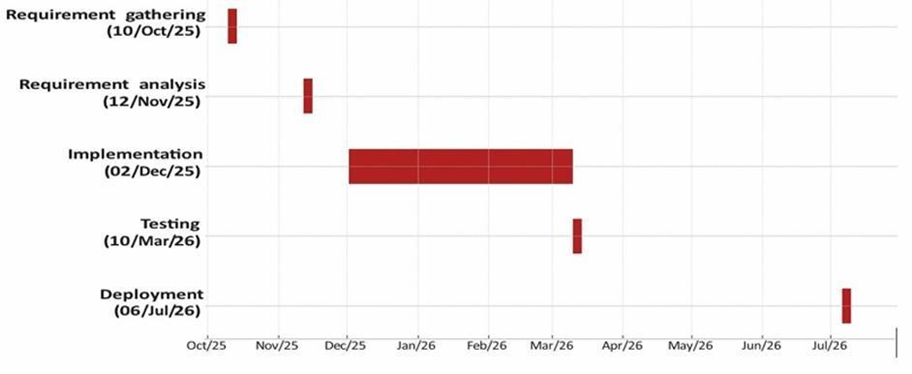 Requirement gathering
(10/Oct/25)
Requirement analysis
(12/Nov/25)
Implementation
(02/Dec/25)
Testing
(10/Mar/26)
Deployment
(06/Jul/26)
Oct/25 Nov/25 Dec/25 Jan/26 Feb/26 Mar/26 Apr/26 May/26 Jun/26 Jul/26